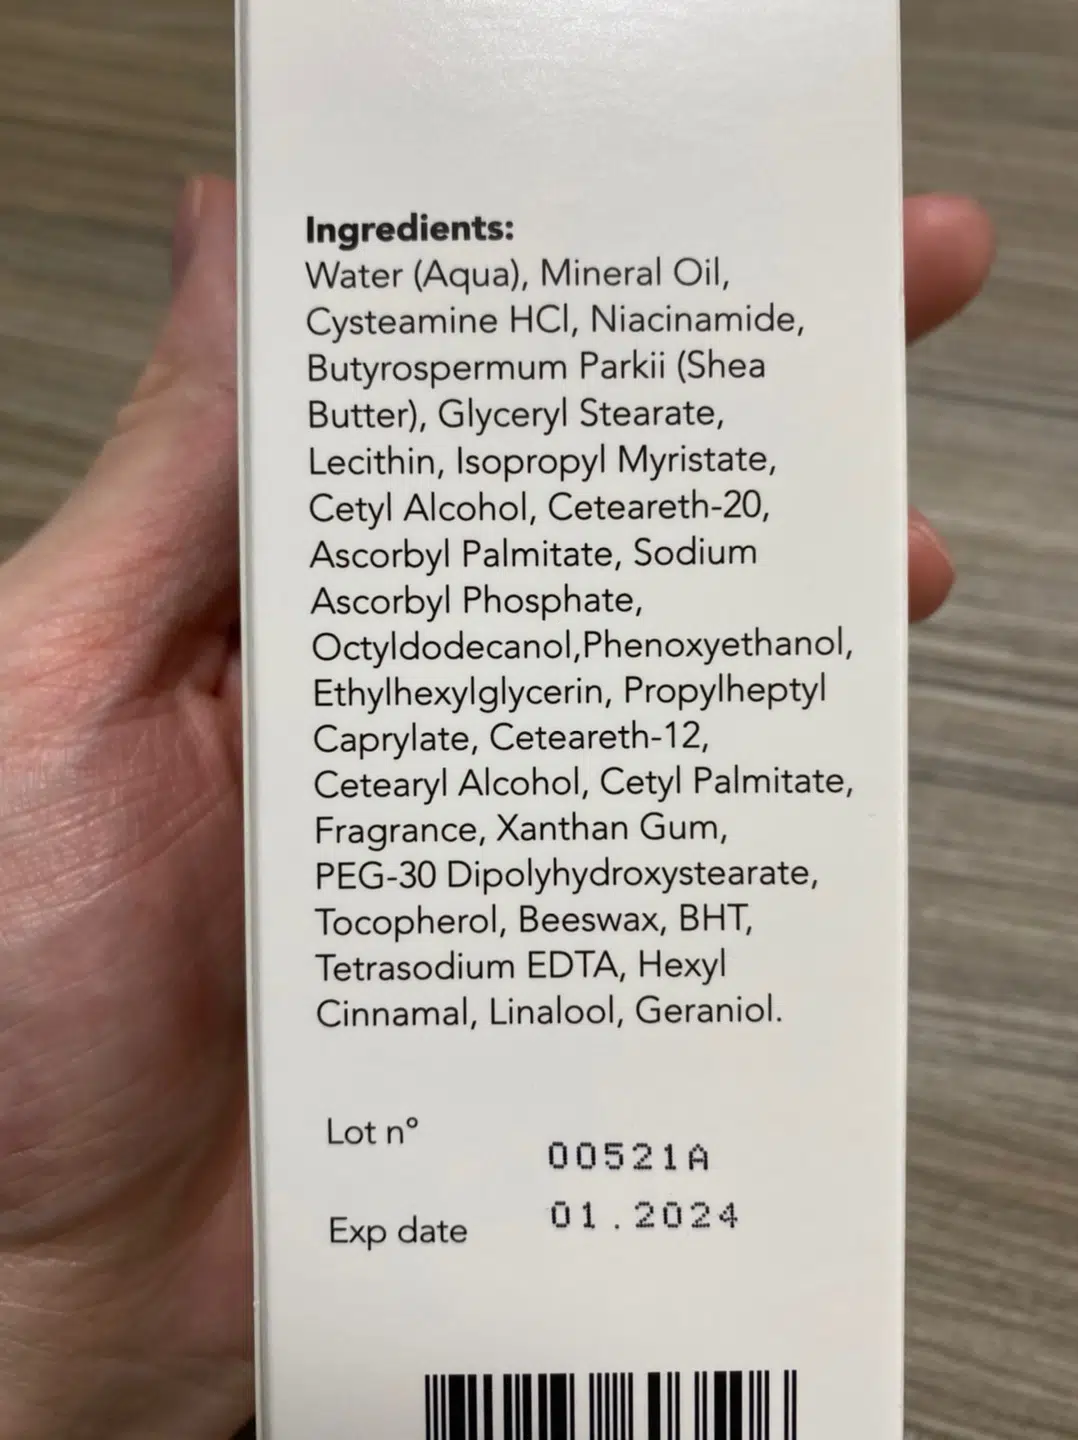 Ingredients:
Water (Aqua), Mineral Oil,
Cysteamine HCl, Niacinamide,
Butyrospermum Parkii (Shea
Butter), Glyceryl Stearate,
Lecithin, Isopropyl Myristate,
Cetyl Alcohol, Ceteareth-20,
Ascorbyl Palmitate, Sodium
Ascorbyl Phosphate,
Octyldodecanol,Phenoxyethanol,
Ethylhexylglycerin, Propylheptyl
Caprylate, Ceteareth-12,
Cetearyl Alcohol, Cetyl Palmitate,
Fragrance, Xanthan Gum,
PEG-30 Dipolyhydroxystearate,
Tocopherol, Beeswax, BHT,
Tetrasodium EDTA, Hexyl
Cinnamal, Linalool, Geraniol.
Lot n° 00521A
Exp date 01.2024